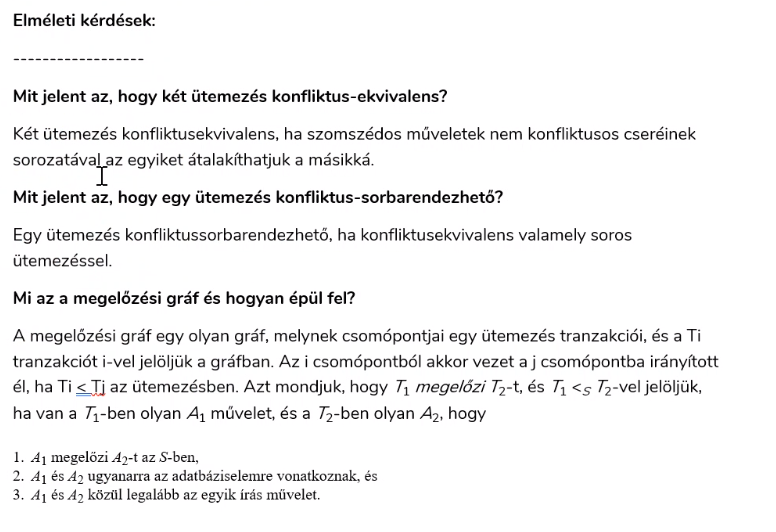 Elméleti kérdések:
------------------
Mit jelent az, hogy két ütemezés konfliktus-ekvivalens?
Két ütemezés konfliktusekvivalens, ha szomszédos műveletek nem konfliktusos cseréinek
sorozatával az egyiket átalakíthatjuk a másikká.
Mit jelent az, hogy egy ütemezés konfliktus-sorbarendezhető?
Egy ütemezés konfliktussorbarendezhető, ha konfliktusekvivalens valamely soros
ütemezéssel.
Mi az a megelőzési gráf és hogyan épül fel?
A megelőzési gráf egy olyan gráf, melynek csomópontjai egy ütemezés tranzakciói, és a Ti
tranzakciót i-vel jelöljük a gráfban. Az i csomópontból akkor vezet a j csomópontba irányított
él, ha Ti < Tj az ütemezésben. Azt mondjuk, hogy T₁ megelőzi T₂-t, és T₁ <ₛ T₂-vel jelöljük,
ha van a T₁-ben olyan A₁ művelet, és a T₂-ben olyan A₂, hogy
1. A₁ megelőzi A₂-t az S-ben,
2. A₁ és A₂ ugyanarra az adatbáziselemre vonatkoznak, és
3. A₁ és A₂ közül legalább az egyik írás művelet.